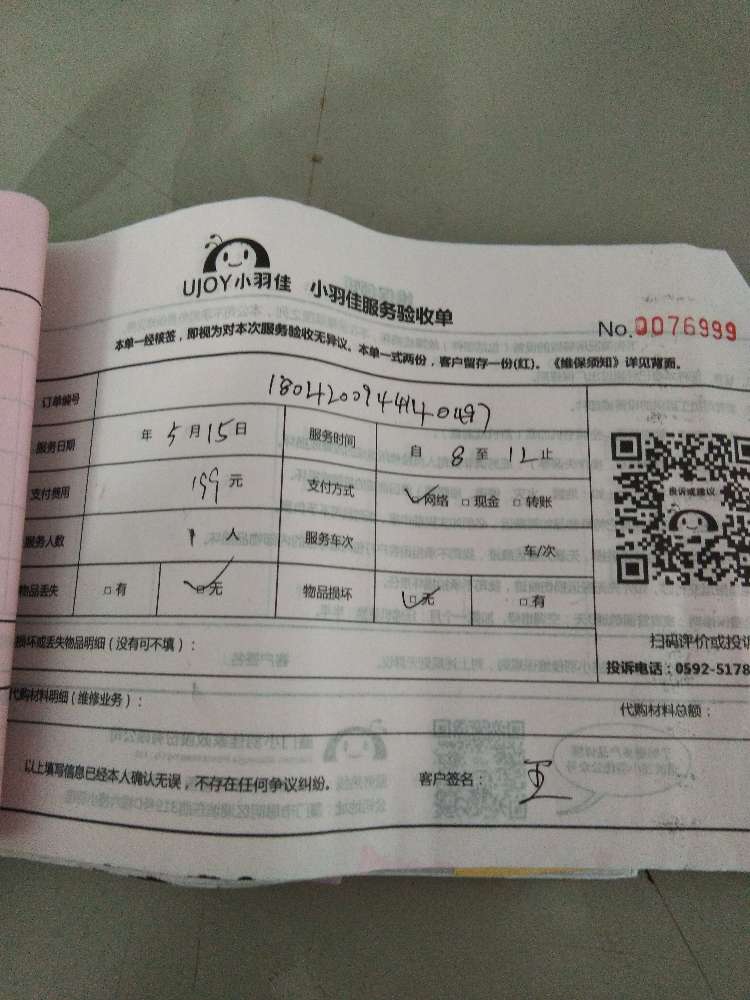 UJOY小羽佳 小羽佳服务验收单
No.0076999
本单一经核签，即视为对本次服务验收无异议。本单一式两份，客户留存一份(红)。《维保须知》详见背面。
订单编号
服务日期 年 5月15日 服务时间 自 8 至 12 止
支付费用 199 元 支付方式 网络 □现金 □转账
服务人数 1 人 服务车次 车/次
物品丢失 □有 □无 物品损坏 □无 □有
投诉或建议
损坏或丢失物品明细（没有可不填）：
扫码评价或投诉
投诉电话：0592-5178
代购材料明细（维修业务）：
代购材料总额：
以上填写信息已经本人确认无误，不存在任何争议纠纷。 客户签名：